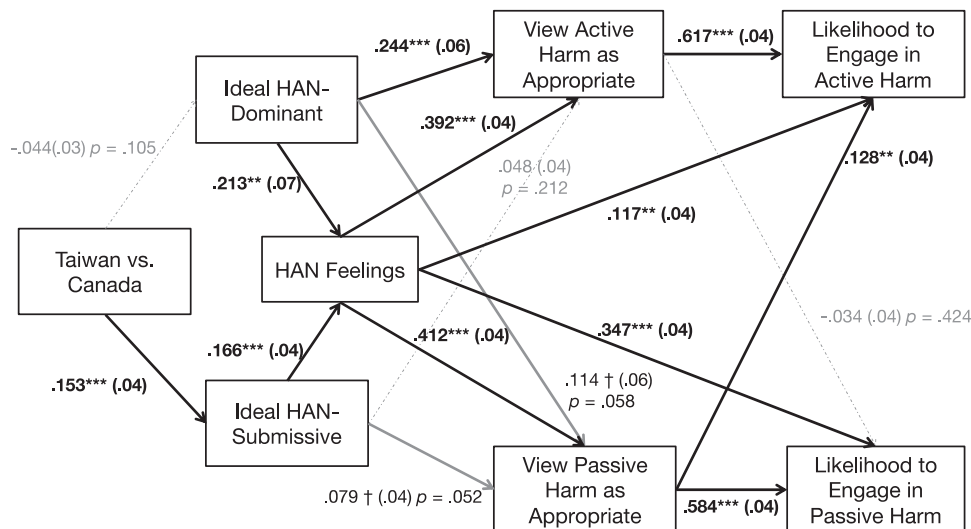 View Active
Harm as
Appropriate
.617*** (.04)
Likelihood to
Engage in
Active Harm
.244*** (.06)
Ideal HAN-
Dominant
-.044(.03) p = .105
.392*** (.04)
.048 (.04)
p = .212
.128** (.04)
.213** (.07)
.117** (.04)
Taiwan vs.
Canada
HAN Feelings
-.034 (.04) p = .424
.347*** (.04)
.412*** (.04)
.166*** (.04)
.153*** (.04)
.114 † (.06)
p = .058
Ideal HAN-
Submissive
View Passive
Harm as
Appropriate
.079 † (.04) p = .052
.584*** (.04)
Likelihood to
Engage in
Passive Harm